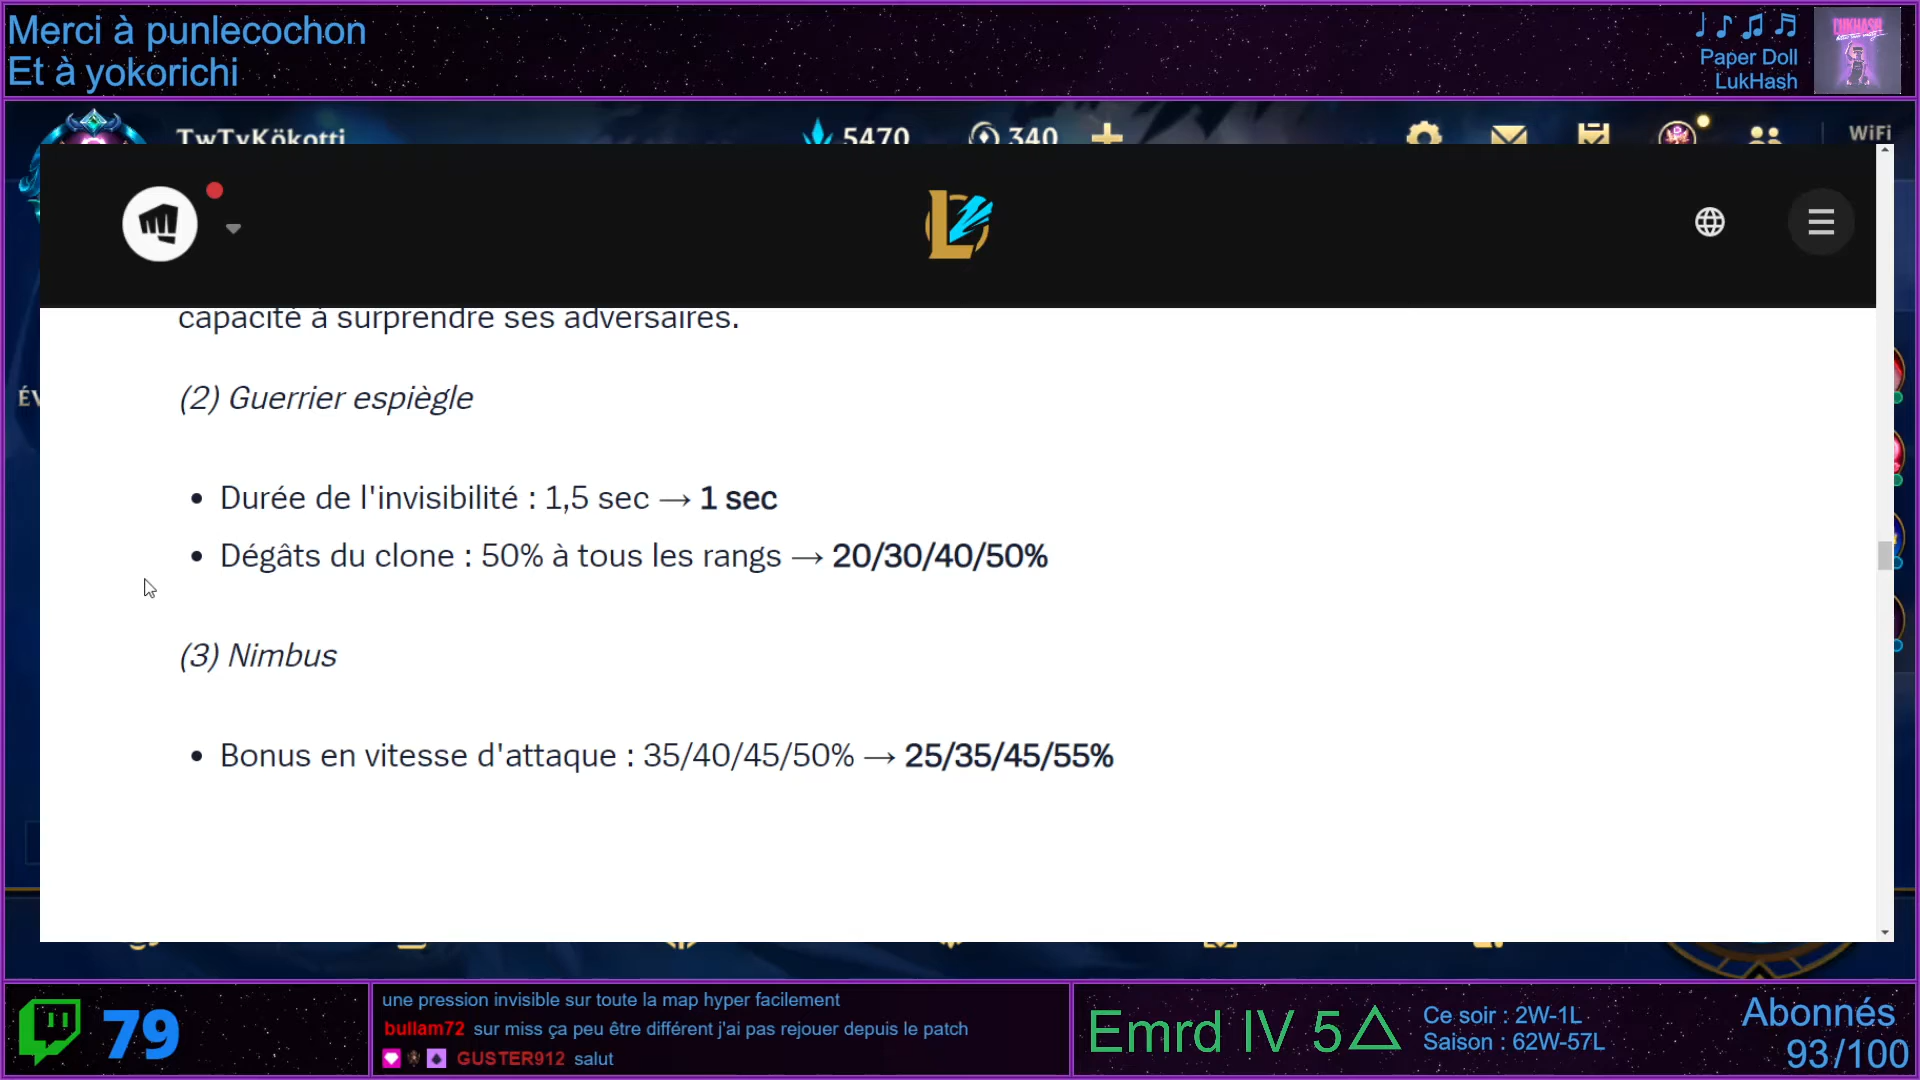 Merci à punlecochon
Et à yokorichi
Paper Doll
LukHash
TwTvKökotti
5470
340
WiFi
capacité à surprendre ses adversaires.
(2) Guerrier espiègle
ÉV
• Durée de l'invisibilité : 1,5 sec → 1 sec
• Dégâts du clone : 50% à tous les rangs → 20/30/40/50%
(3) Nimbus
• Bonus en vitesse d'attaque : 35/40/45/50% → 25/35/45/55%
79
une pression invisible sur toute la map hyper facilement
bullam72 sur miss ça peu être différent j'ai pas rejouer depuis le patch
GUSTER912 salut
Emrd IV 5△
Ce soir : 2W-1L
Saison : 62W-57L
Abonnés
93/100